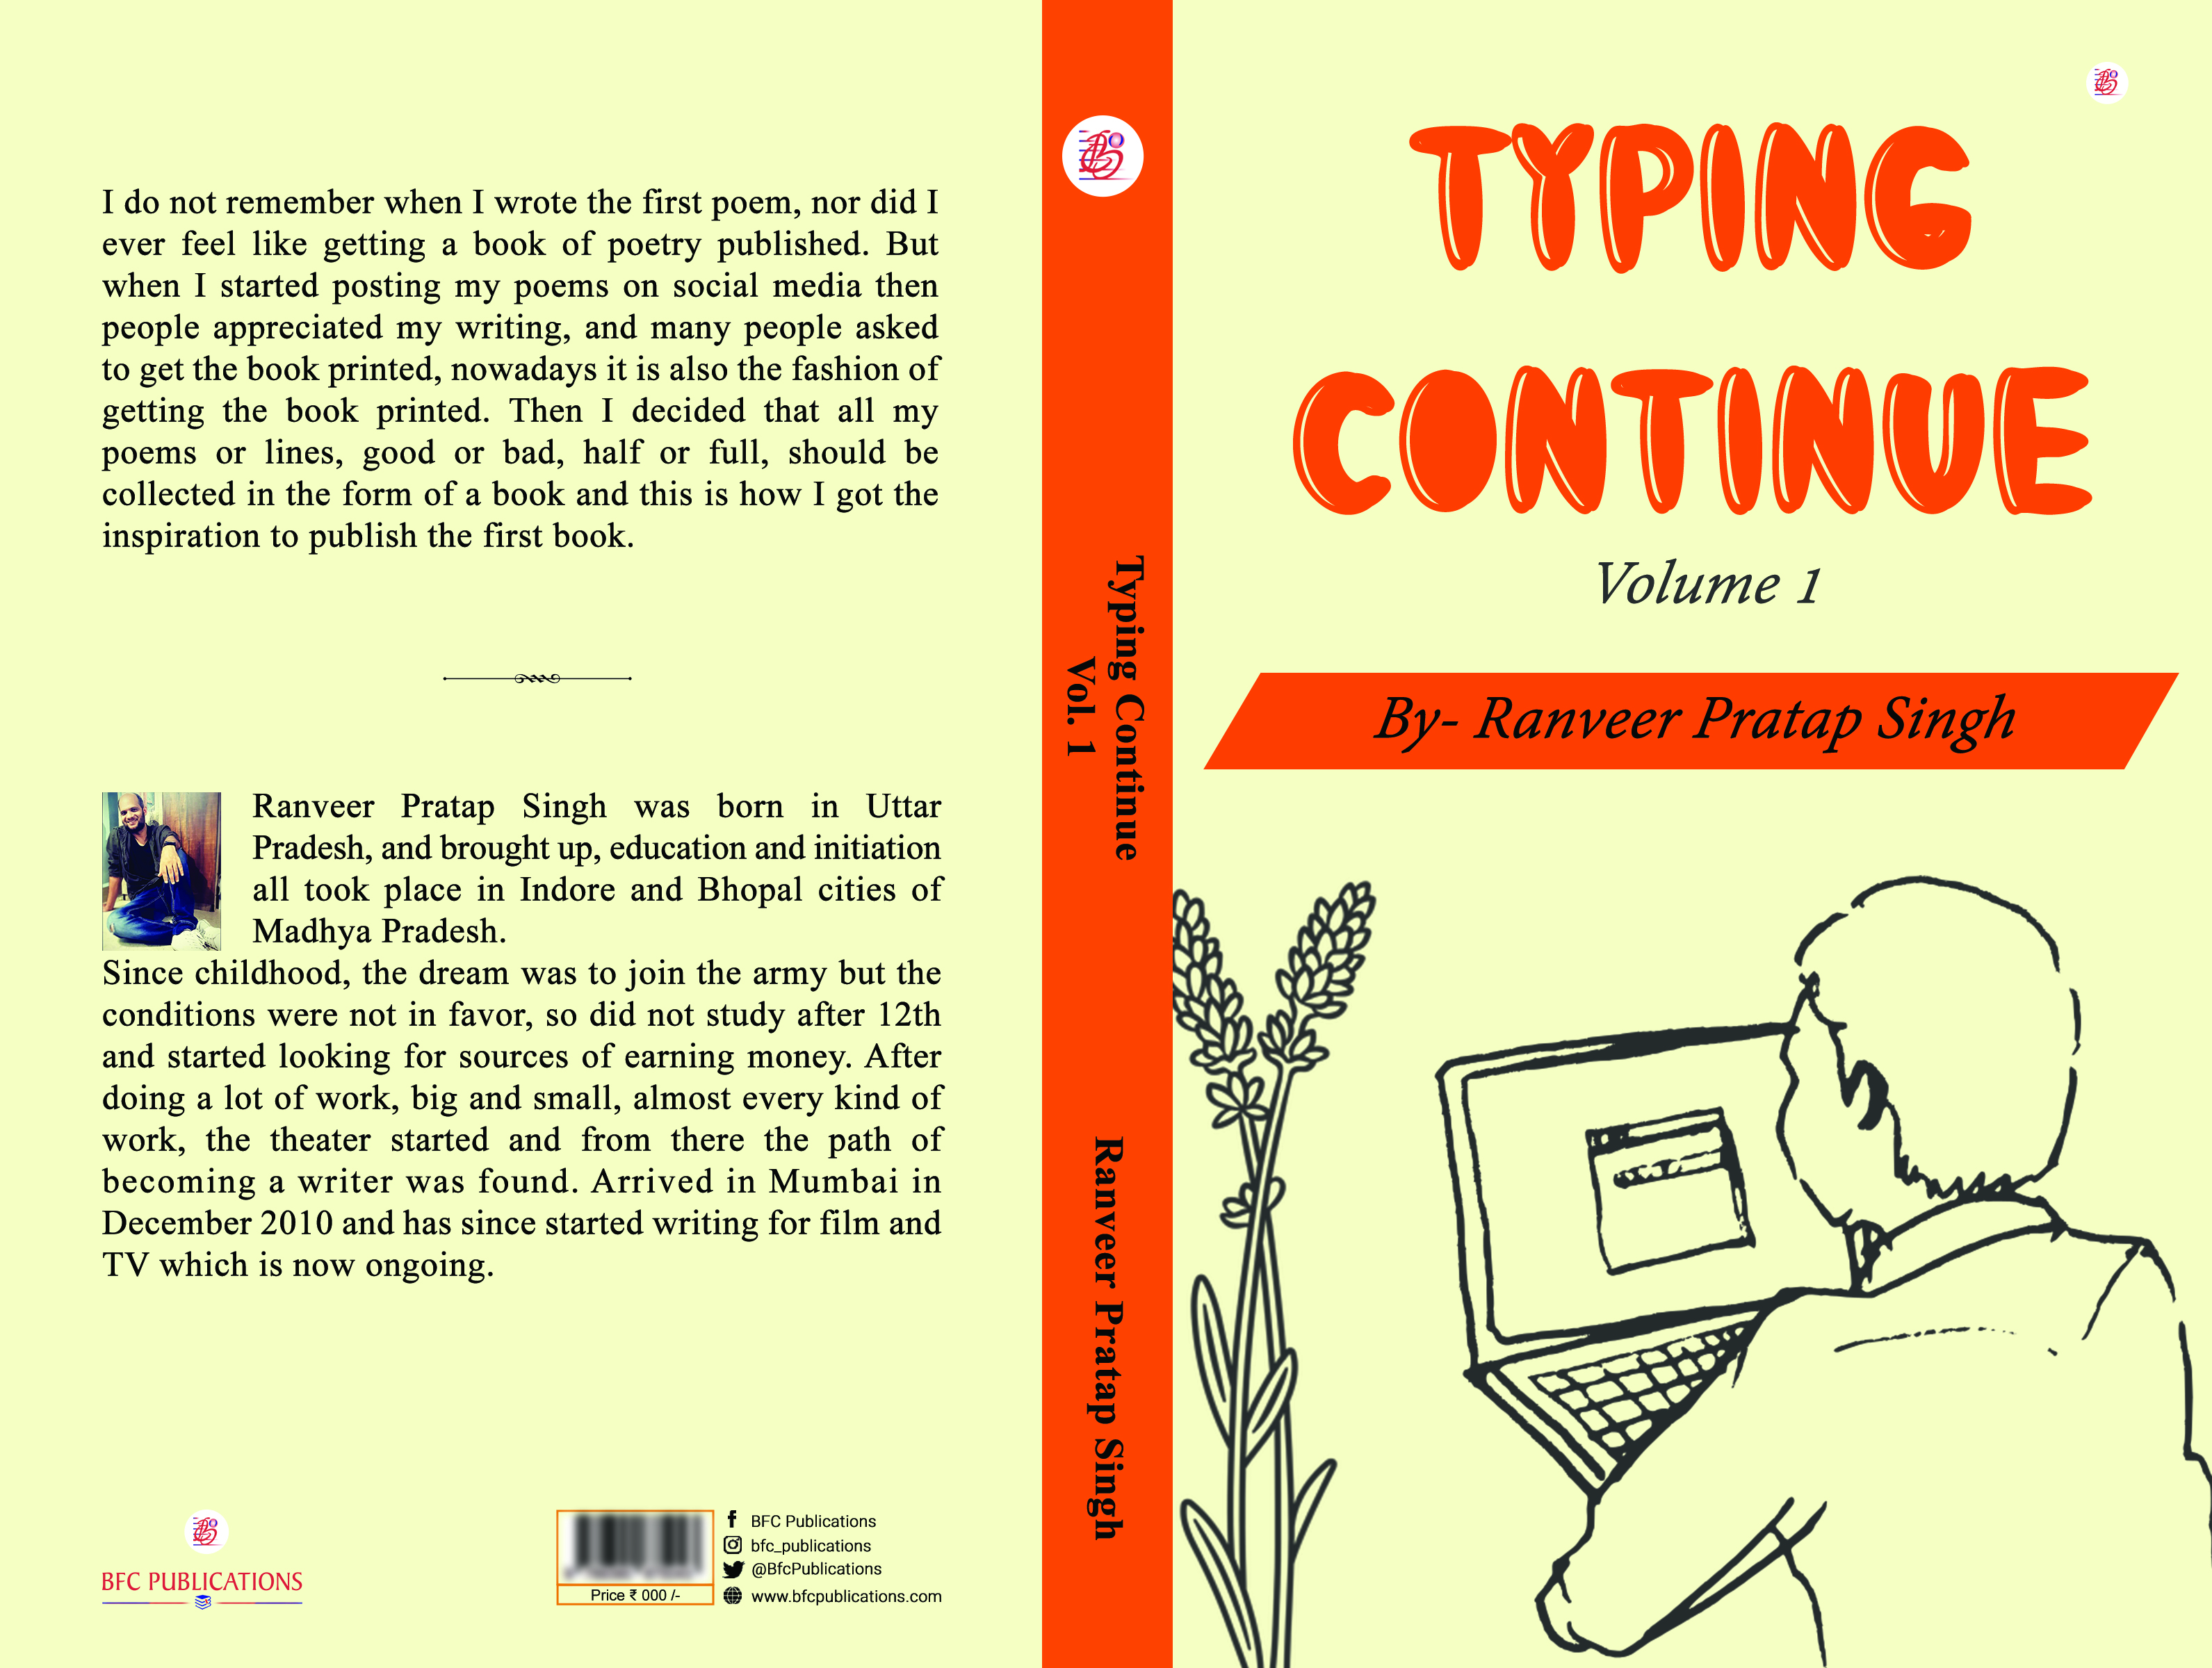 I do not remember when I wrote the first poem, nor did I
ever feel like getting a book of poetry published. But
when I started posting my poems on social media then
people appreciated my writing, and many people asked
to get the book printed, nowadays it is also the fashion of
getting the book printed. Then I decided that all my
poems or lines, good or bad, half or full, should be
collected in the form of a book and this is how I got the
inspiration to publish the first book.
Ranveer Pratap Singh was born in Uttar
Pradesh, and brought up, education and initiation
all took place in Indore and Bhopal cities of
Madhya Pradesh.
Since childhood, the dream was to join the army but the
conditions were not in favor, so did not study after 12th
and started looking for sources of earning money. After
doing a lot of work, big and small, almost every kind of
work, the theater started and from there the path of
becoming a writer was found. Arrived in Mumbai in
December 2010 and has since started writing for film and
TV which is now ongoing.
BFC PUBLICATIONS
Price ₹ 000 /-
BFC Publications
bfc_publications
@BfcPublications
www.bfcpublications.com
Typing Continue
Vol. 1
Ranveer Pratap Singh
TYPING
CONTINUE
Volume 1
By- Ranveer Pratap Singh